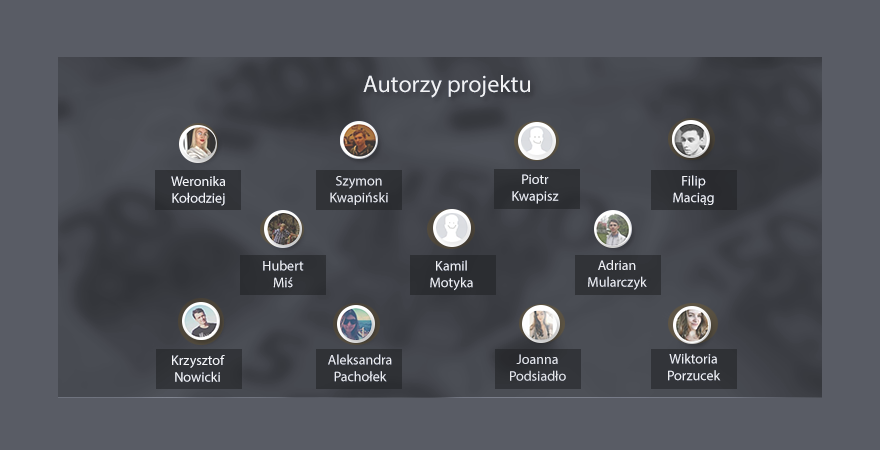 Autorzy projektu
Weronika
Kołodziej
Szymon
Kwapiński
Piotr
Kwapisz
Filip
Maciąg
Hubert
Miś
Kamil
Motyka
Adrian
Mularczyk
Krzysztof
Nowicki
Aleksandra
Pachołek
Joanna
Podsiadło
Wiktoria
Porzucek